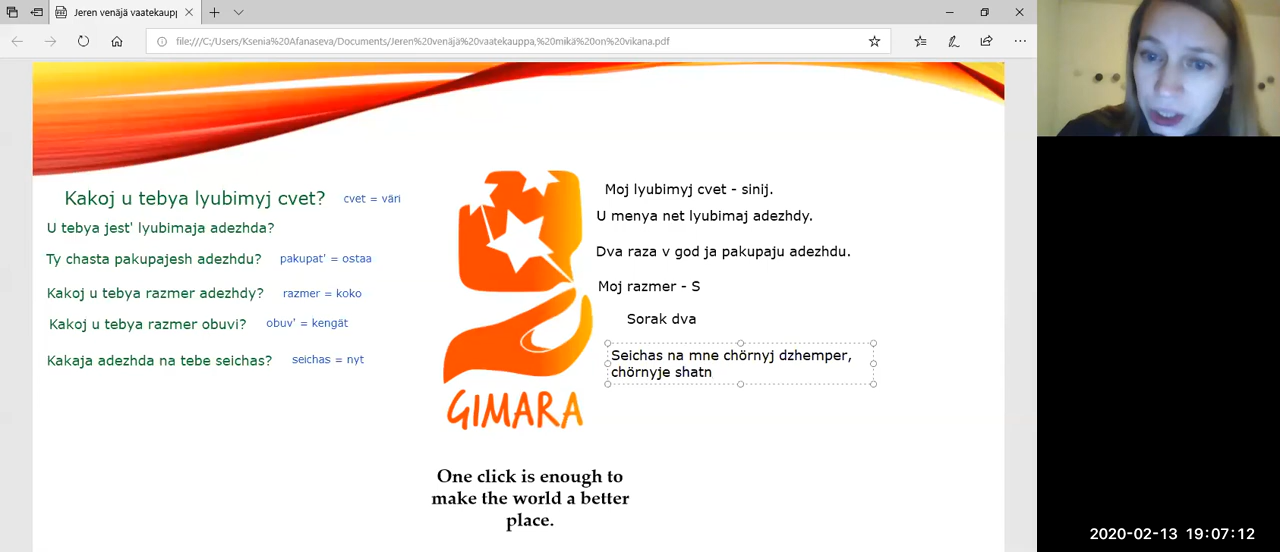 Jeren venäjä vaatekaupp
file:///C:/Users/Ksenia%20Afanaseva/Documents/Jeren%20venäjä%20vaatekauppa,%20mikä%20on%20vikana.pdf
Kakoj u tebya lyubimyj cvet? cvet = väri
U tebya jest' lyubimaja adezhda?
Ty chasta pakupajesh adezhdu? pakupat' = ostaa
Kakoj u tebya razmer adezhdy? razmer = koko
Kakoj u tebya razmer obuvi? obuv' = kengät
Kakaja adezhda na tebe seichas? seichas = nyt
GIMARA
One click is enough to
make the world a better
place.
Moj lyubimyj cvet - sinij.
U menya net lyubimaj adezhdy.
Dva raza v god ja pakupaju adezhdu.
Moj razmer - S
Sorak dva
Seichas na mne chörnyj dzhemper,
chörnyje shatn
2020-02-13 19:07:12